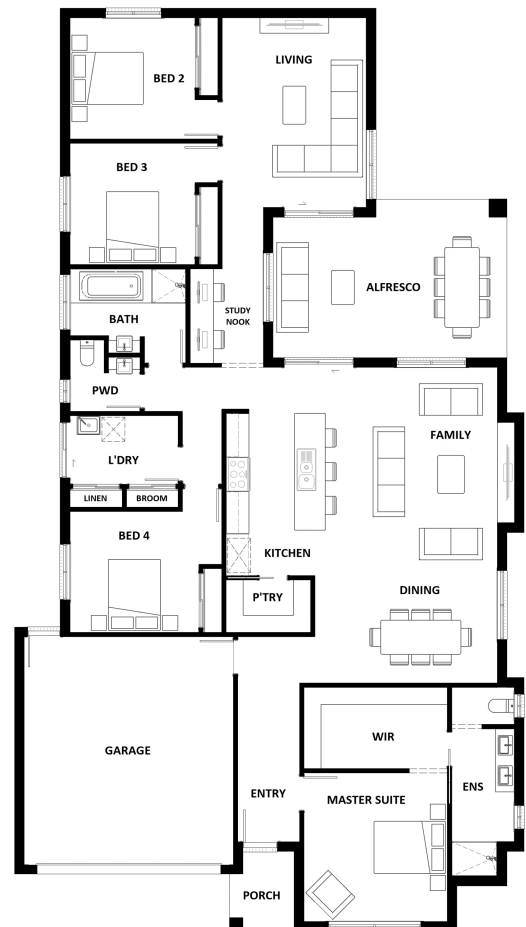 BED 2
LIVING
BED 3
ALFRESCO
STUDY
NOOK
BATH
PWD
FAMILY
L'DRY
LINEN
BROOM
BED 4
KITCHEN
P'TRY
DINING
WIR
GARAGE
ENS
ENTRY
MASTER SUITE
PORCH